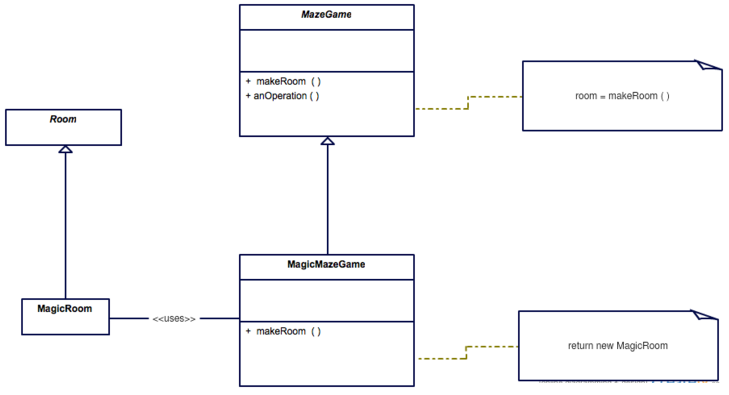 MazeGame
+ makeRoom ( )
+ anOperation ( )
room = makeRoom ( )
Room
MagicMazeGame
MagicRoom
<<uses>>
+ makeRoom ( )
return new MagicRoom